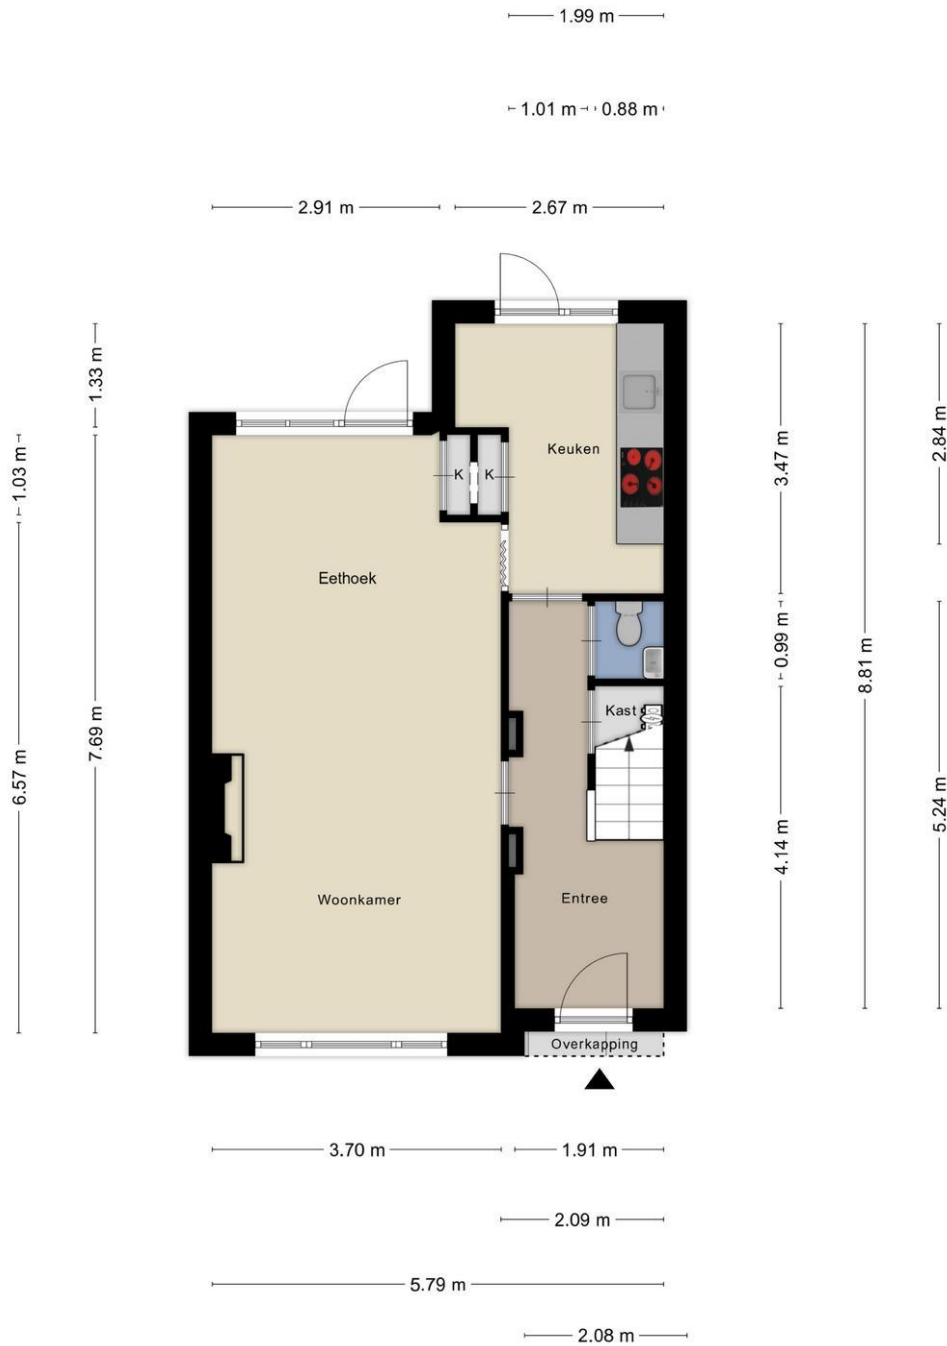 1.99 m
1.01 m 0.88 m
2.91 m 2.67 m
1.33 m
1.03 m
6.57 m
7.69 m
3.47 m
2.84 m
0.99 m
8.81 m
4.14 m
5.24 m
Keuken
K K
Eethoek
Kast
Woonkamer
Entree
Overkapping
3.70 m 1.91 m
2.09 m
5.79 m
2.08 m